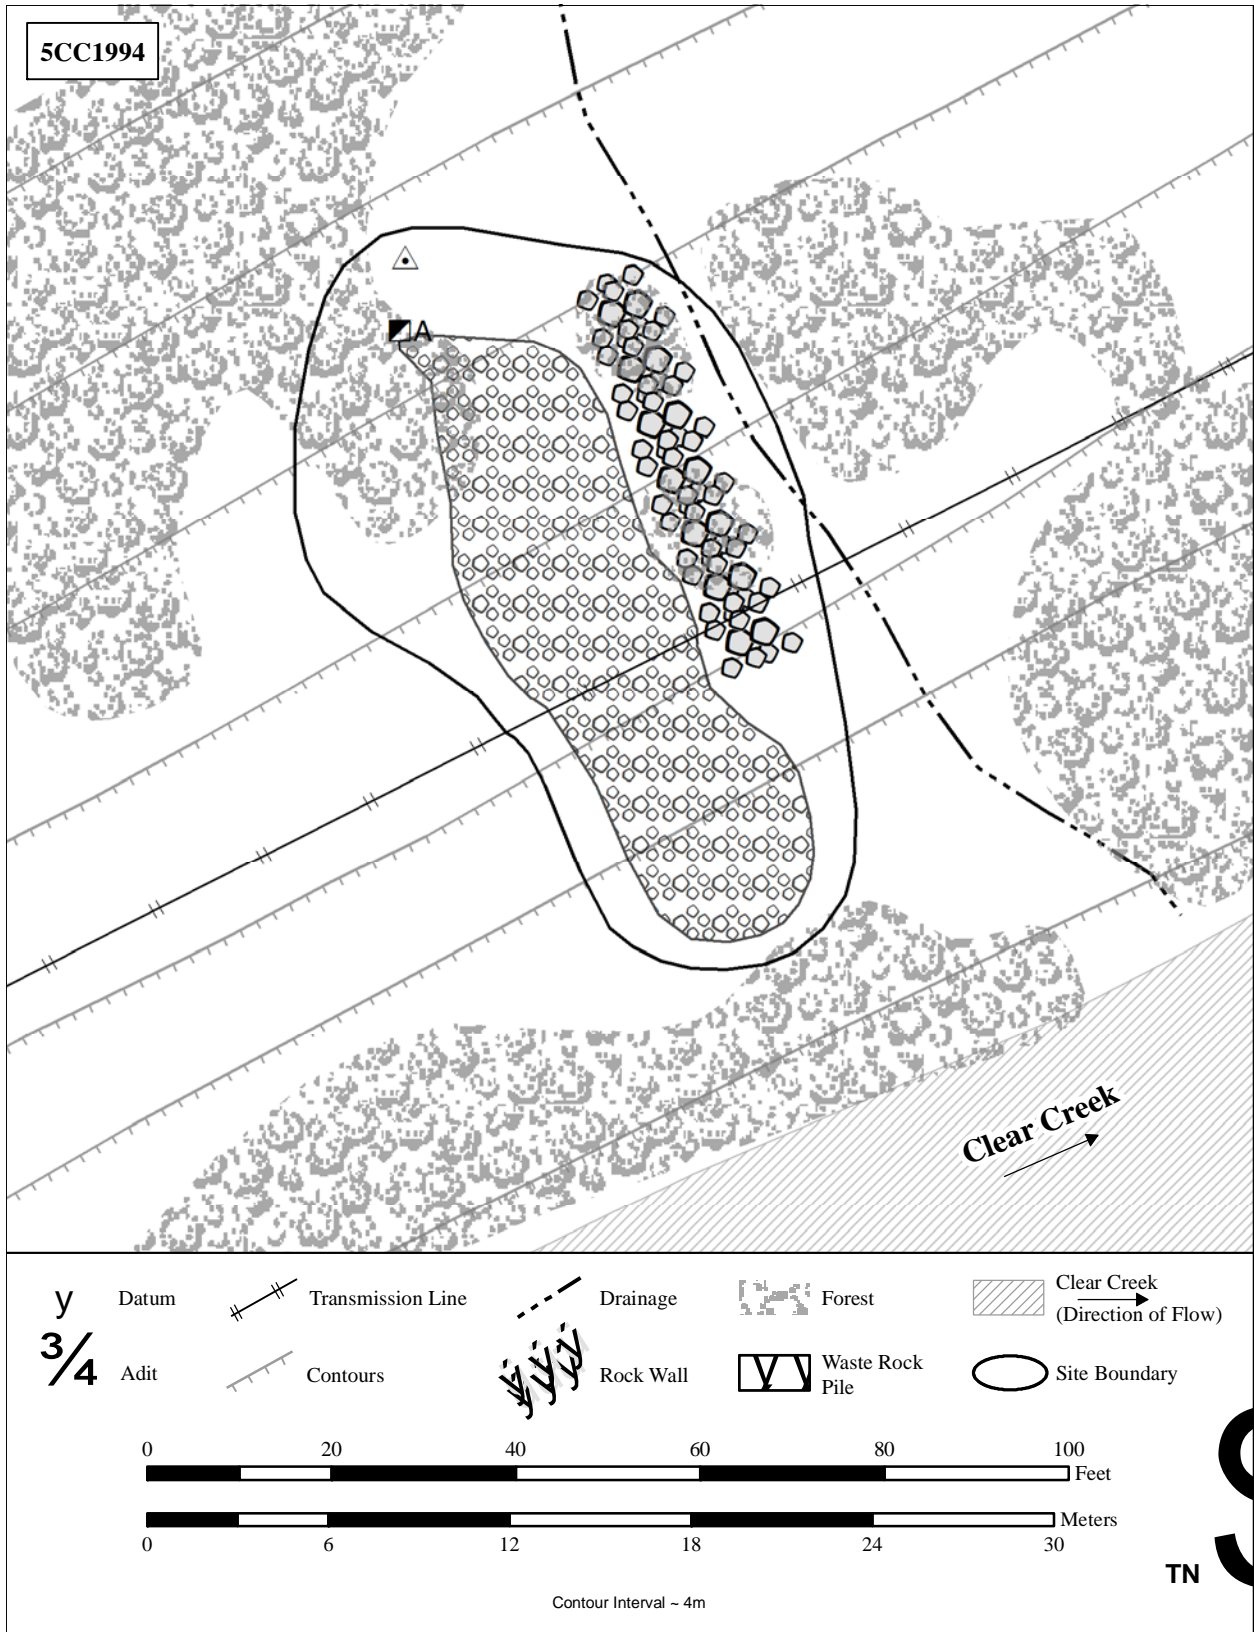 5CC1994
A
Clear Creek
y Datum
Transmission Line
Drainage
Forest
Clear Creek
(Direction of Flow)
¾ Adit
Contours
ý ý ý Rock Wall
Waste Rock
Pile
Site Boundary
0 20 40 60 80 100
Feet
Meters
0 6 12 18 24 30
TN
S
Contour Interval ~ 4m